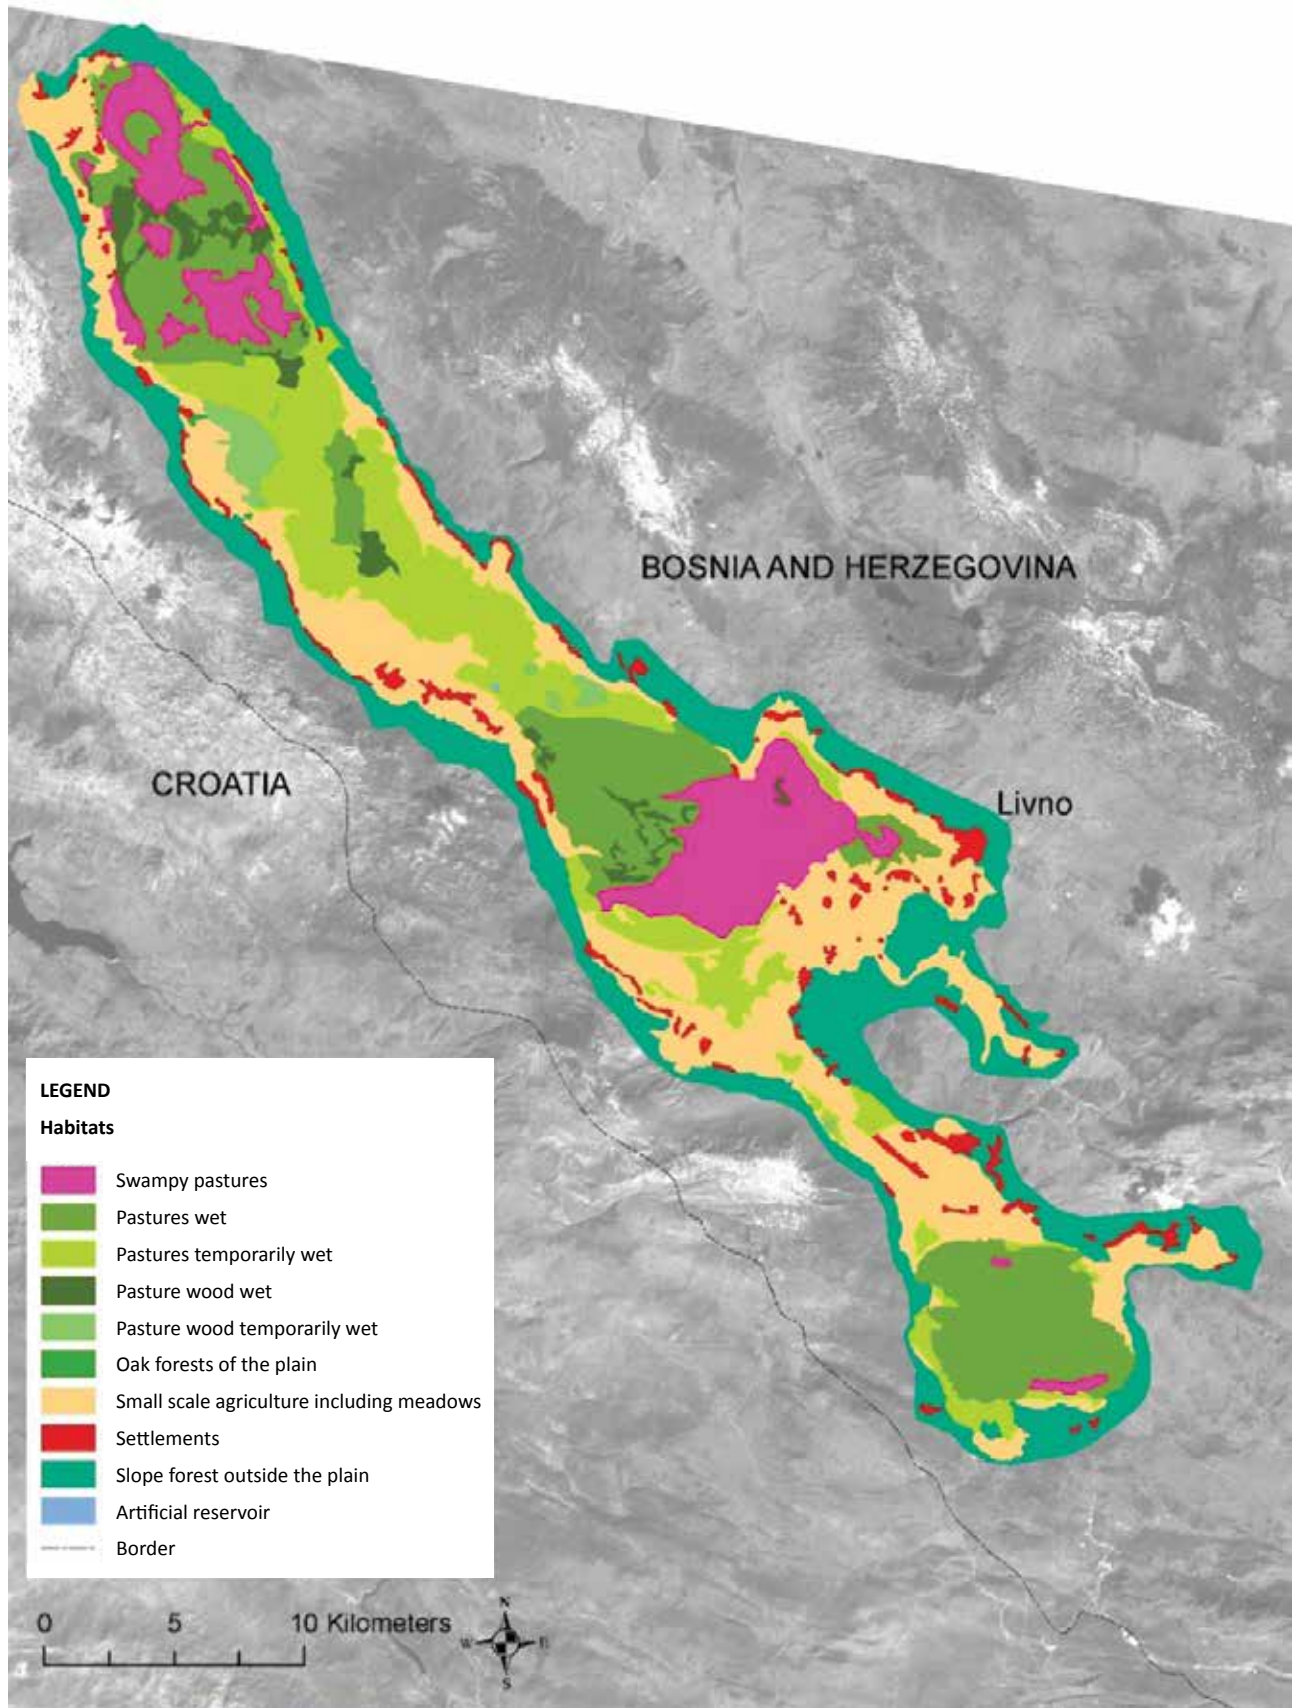 BOSNIA AND HERZEGOVINA
CROATIA
Livno
LEGEND
Habitats
Swampy pastures
Pastures wet
Pastures temporarily wet
Pasture wood wet
Pasture wood temporarily wet
Oak forests of the plain
Small scale agriculture including meadows
Settlements
Slope forest outside the plain
Artificial reservoir
Border
0 5 10 Kilometers
N
W E
S